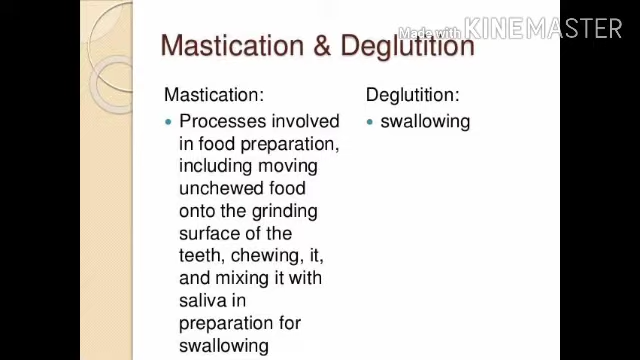 Made with KINEMASTER
Mastication & Deglutition
Mastication:
• Processes involved
in food preparation,
including moving
unchewed food
onto the grinding
surface of the
teeth, chewing, it,
and mixing it with
saliva in
preparation for
swallowing
Deglutition:
• swallowing